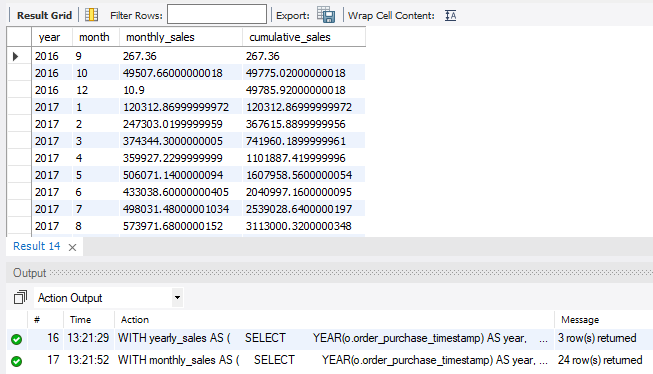 Result Grid Filter Rows: Export: Wrap Cell Content: IA
year month monthly_sales cumulative_sales
2016 9 267.36 267.36
2016 10 49507.66000000018 49775.02000000018
2016 12 10.9 49785.92000000018
2017 1 120312.86999999972 120312.86999999972
2017 2 247303.0199999959 367615.8899999956
2017 3 374344.3000000005 741960.1899999961
2017 4 359927.2299999999 1101887.419999996
2017 5 506071.1400000094 1607958.5600000054
2017 6 433038.60000000405 2040997.1600000095
2017 7 498031.48000001034 2539028.6400000197
2017 8 573971.6800000152 3113000.3200000348
Result 14
Output
Action Output
# Time Action Message
16 13:21:29 WITH yearly_sales AS ( SELECT YEAR(o.order_purchase_timestamp) AS year, ... 3 row(s) returned
17 13:21:52 WITH monthly_sales AS ( SELECT YEAR(o.order_purchase_timestamp) AS year, ... 24 row(s) returned